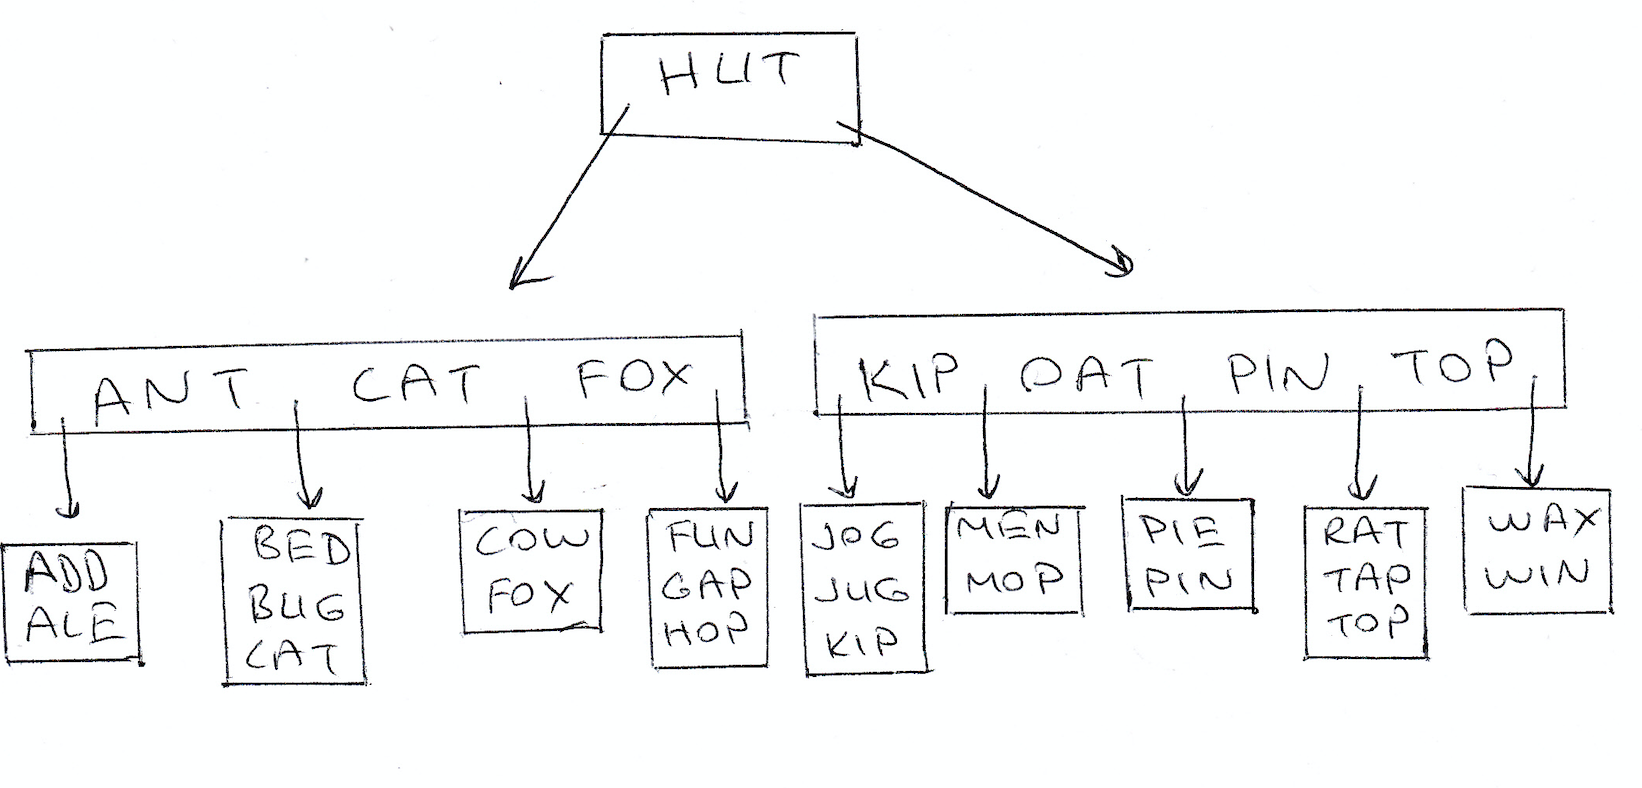 HUT
ANT CAT FOX
KIP OAT PIN TOP
ADD
ALE
BED
BUG
CAT
COW
FOX
FUN
GAP
HOP
JOG
JUG
KIP
MEN
MOP
PIE
PIN
RAT
TAP
TOP
WAX
WIN